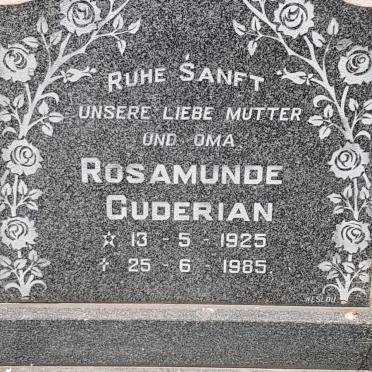 RUHE SANFT
UNSERE LIEBE MUTTER
UND OMA
ROSAMUNDE
GUDERIAN
☆ 13 - 5 - 1925
† 25 - 6 - 1985
WESLOU